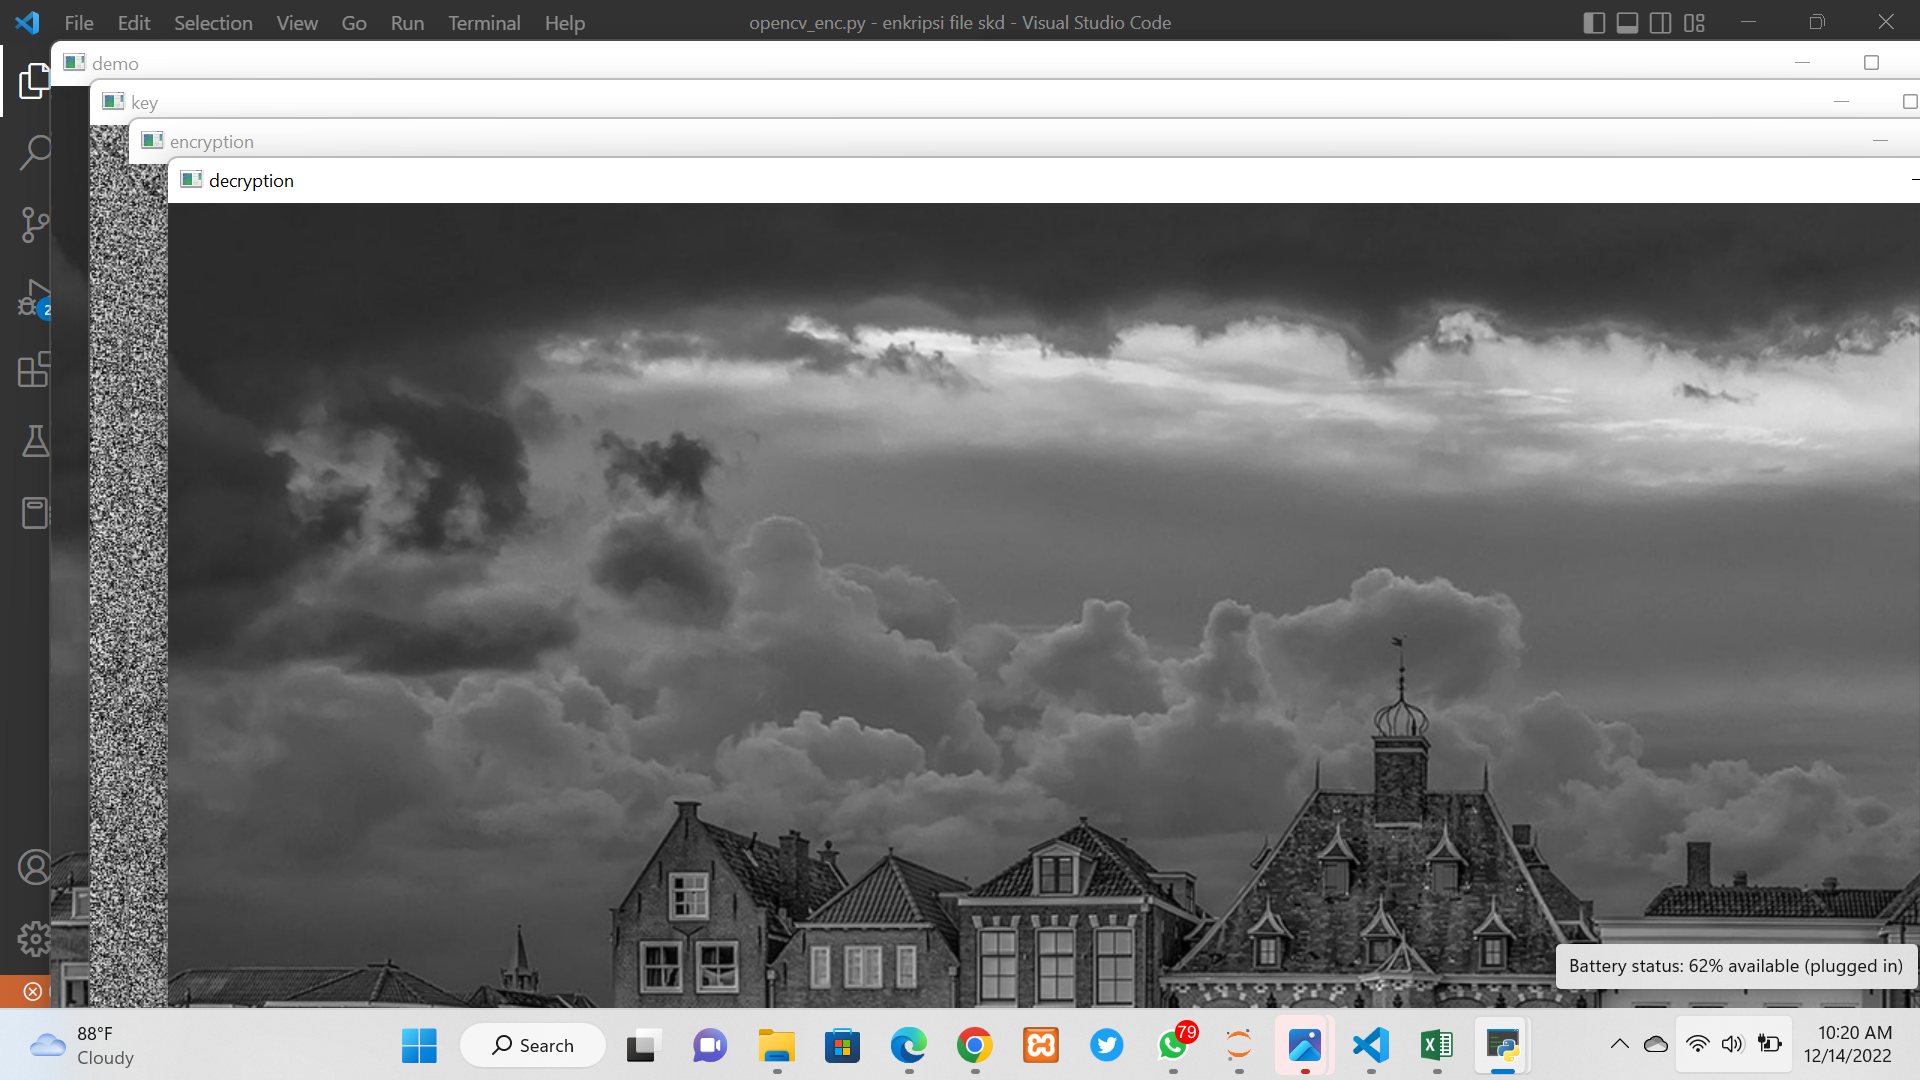 File Edit Selection View Go Run Terminal Help
opencv_enc.py - enkripsi file skd - Visual Studio Code
demo
key
encryption
decryption
2
Battery status: 62% available (plugged in)
88°F
Cloudy
Search
79
10:20 AM
12/14/2022